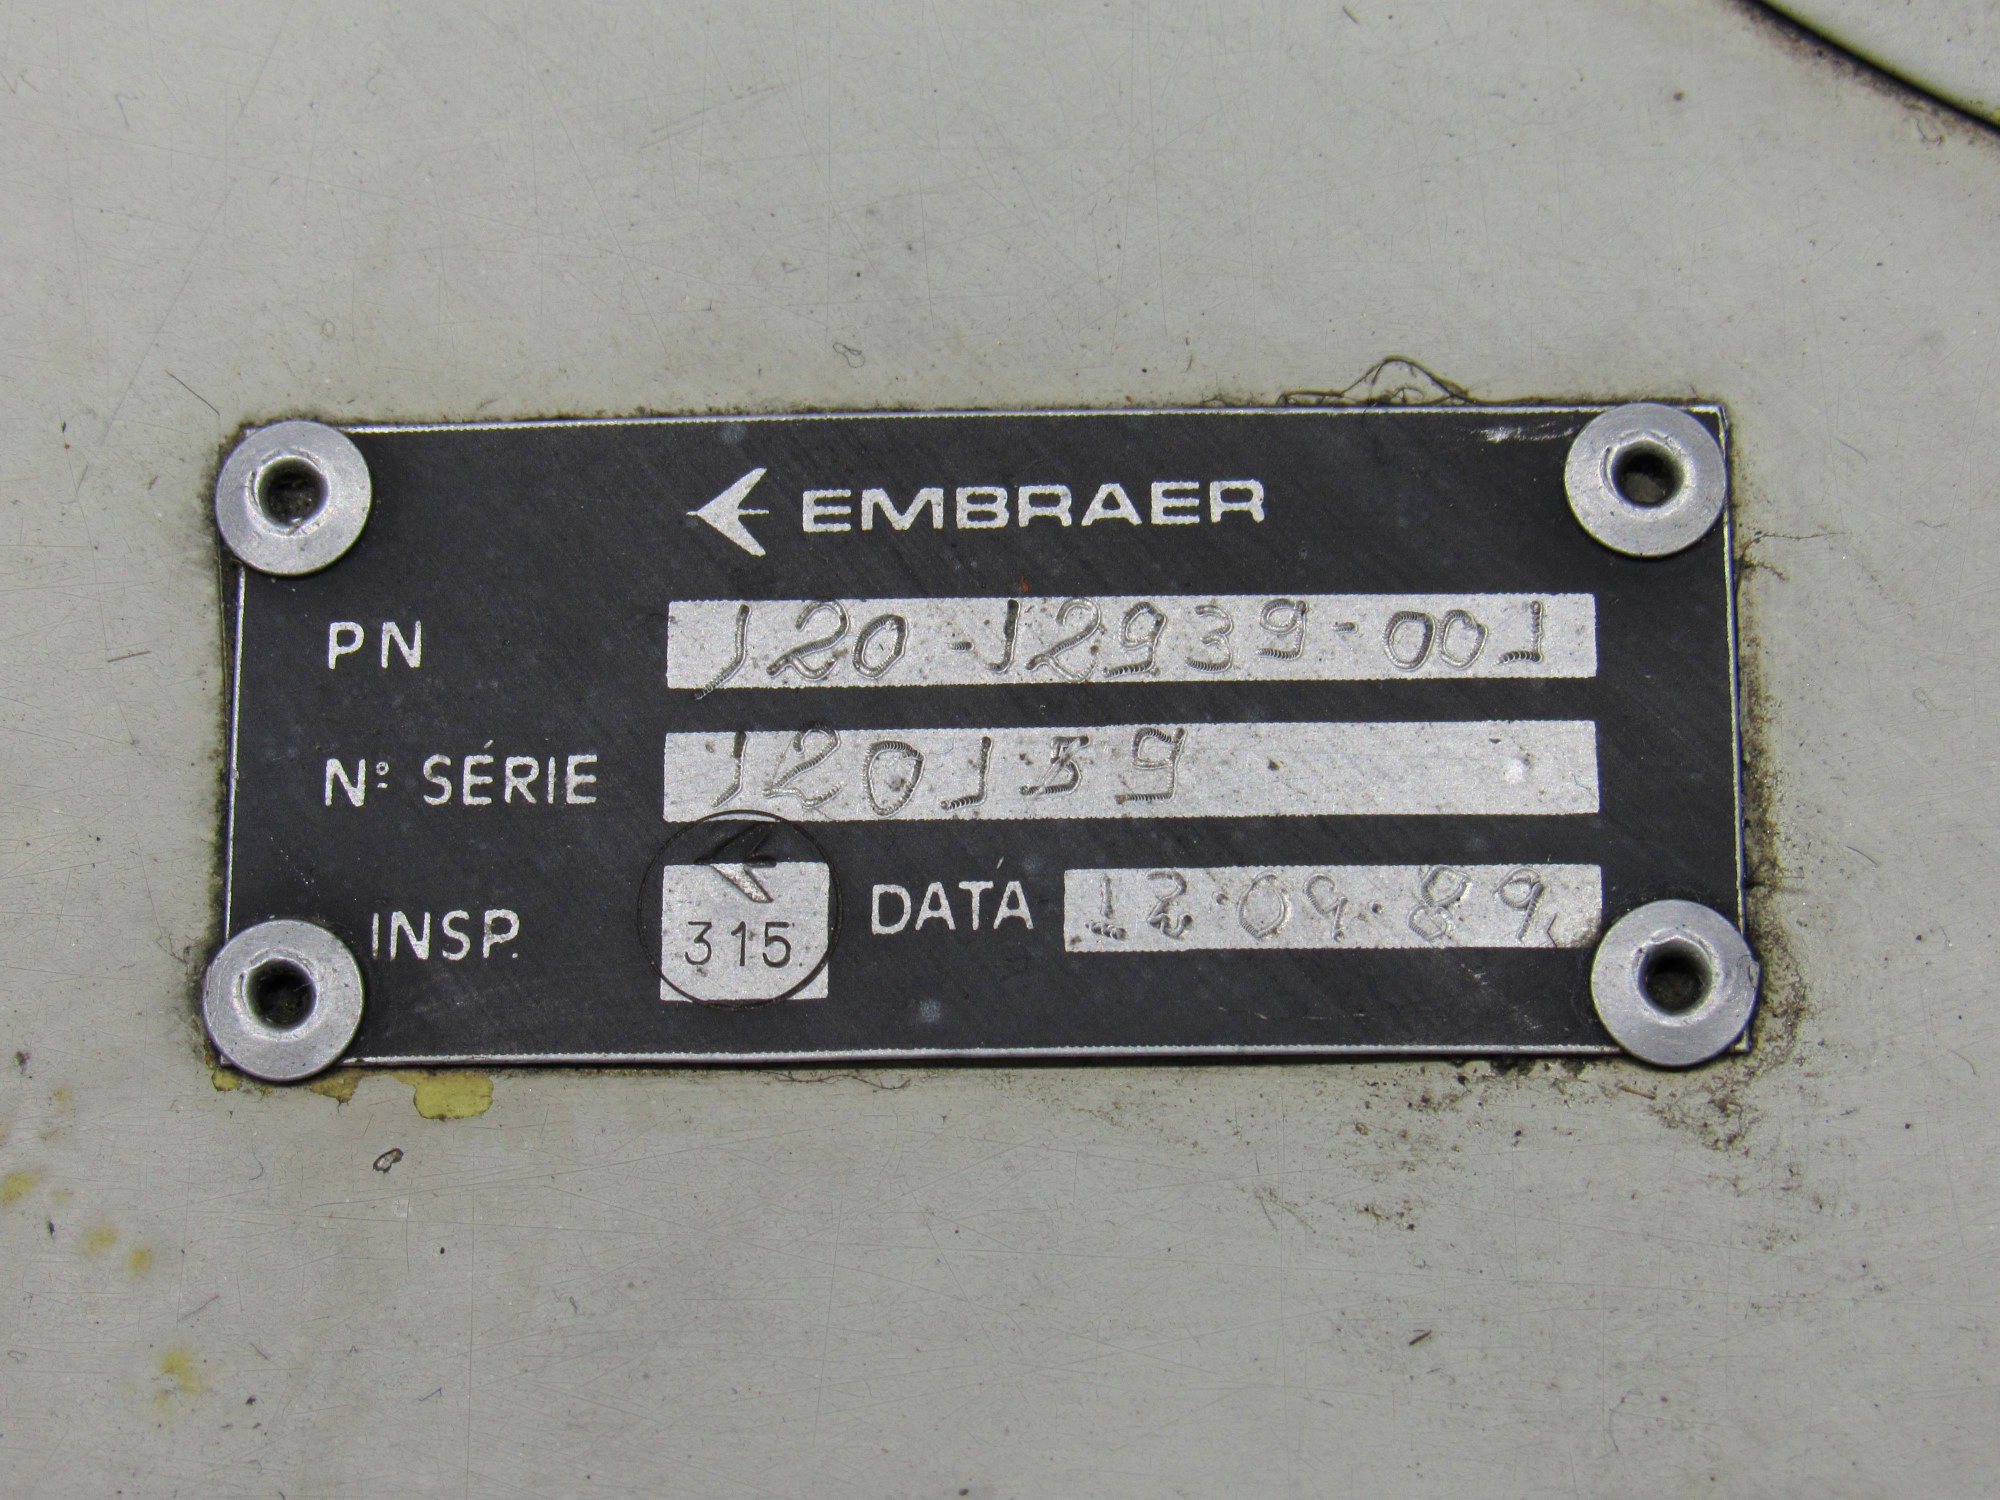 EMBRAER
PN 120-12939-001
Nº SÉRIE 120159
INSP. 315 DATA 12.09.89